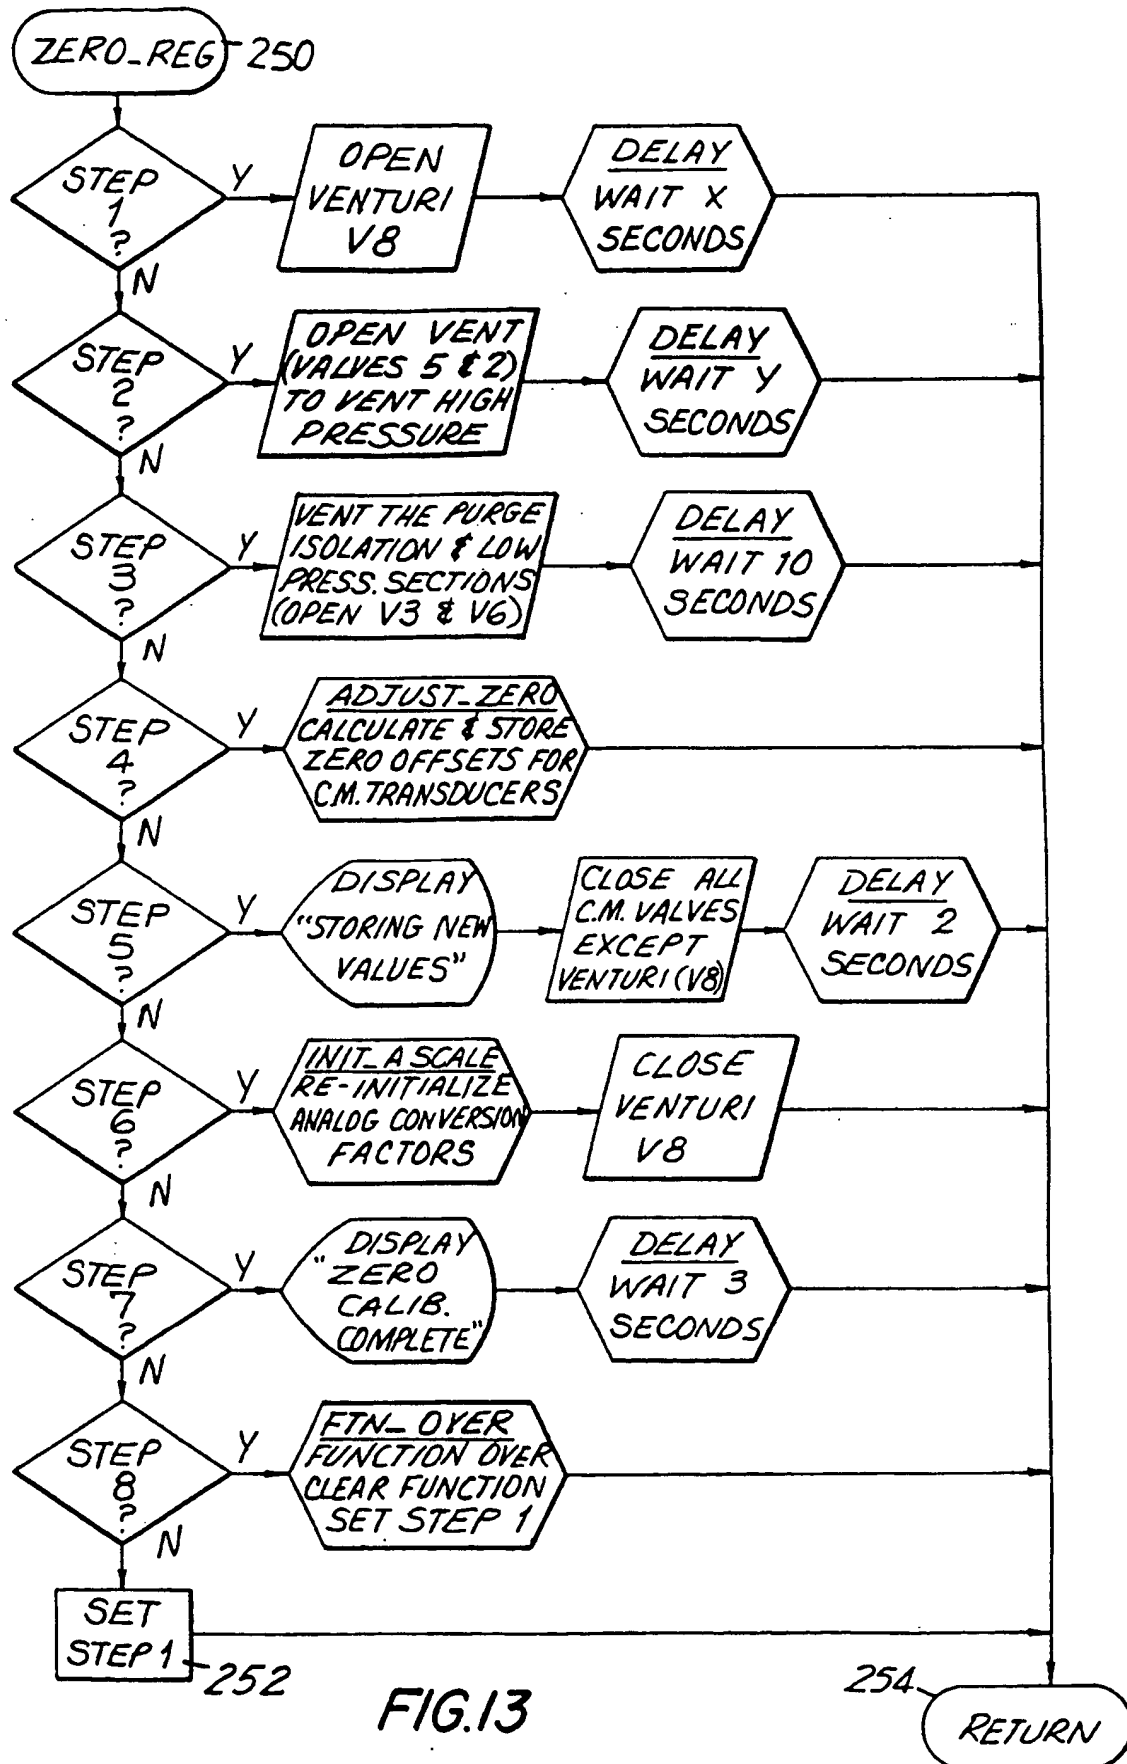 ZERO_REG 250
STEP
1
?
Y
N
OPEN
VENTURI
V8
DELAY
WAIT X
SECONDS
STEP
2
?
Y
N
OPEN VENT
(VALVES 5 & 2)
TO VENT HIGH
PRESSURE
DELAY
WAIT Y
SECONDS
STEP
3
?
Y
N
VENT THE PURGE
ISOLATION & LOW
PRESS. SECTIONS
(OPEN V3 & V6)
DELAY
WAIT 10
SECONDS
STEP
4
?
Y
N
ADJUST_ZERO
CALCULATE & STORE
ZERO OFFSETS FOR
C.M. TRANSDUCERS
STEP
5
?
Y
N
DISPLAY
"STORING NEW
VALUES"
CLOSE ALL
C.M. VALVES
EXCEPT
VENTURI (V8)
DELAY
WAIT 2
SECONDS
STEP
6
?
Y
N
INIT_A SCALE
RE-INITIALIZE
ANALOG CONVERSION
FACTORS
CLOSE
VENTURI
V8
STEP
7
?
Y
N
DISPLAY
"ZERO
CALIB.
COMPLETE"
DELAY
WAIT 3
SECONDS
STEP
8
?
Y
N
FTN_OVER
FUNCTION OVER
CLEAR FUNCTION
SET STEP 1
SET
STEP 1
252
254
RETURN
FIG.13